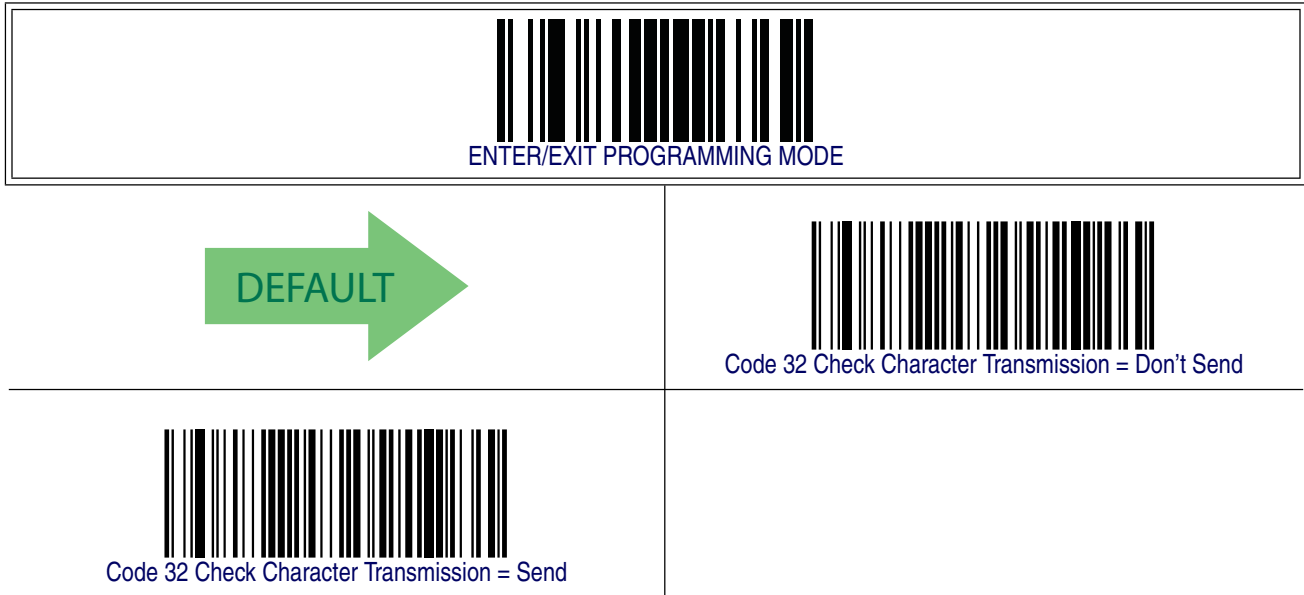 ENTER/EXIT PROGRAMMING MODE
DEFAULT
Code 32 Check Character Transmission = Don't Send
Code 32 Check Character Transmission = Send